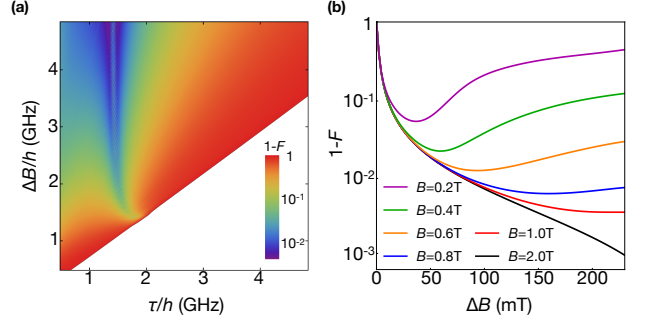 (a)
4
3
2
1
ΔB/h (GHz)
1-F
1
10-1
10-2
1 2 3 4
τ/h (GHz)
(b)
1
10-1
10-2
10-3
1-F
B=0.2T
B=0.4T
B=0.6T B=1.0T
B=0.8T B=2.0T
0 50 100 150 200
ΔB (mT)